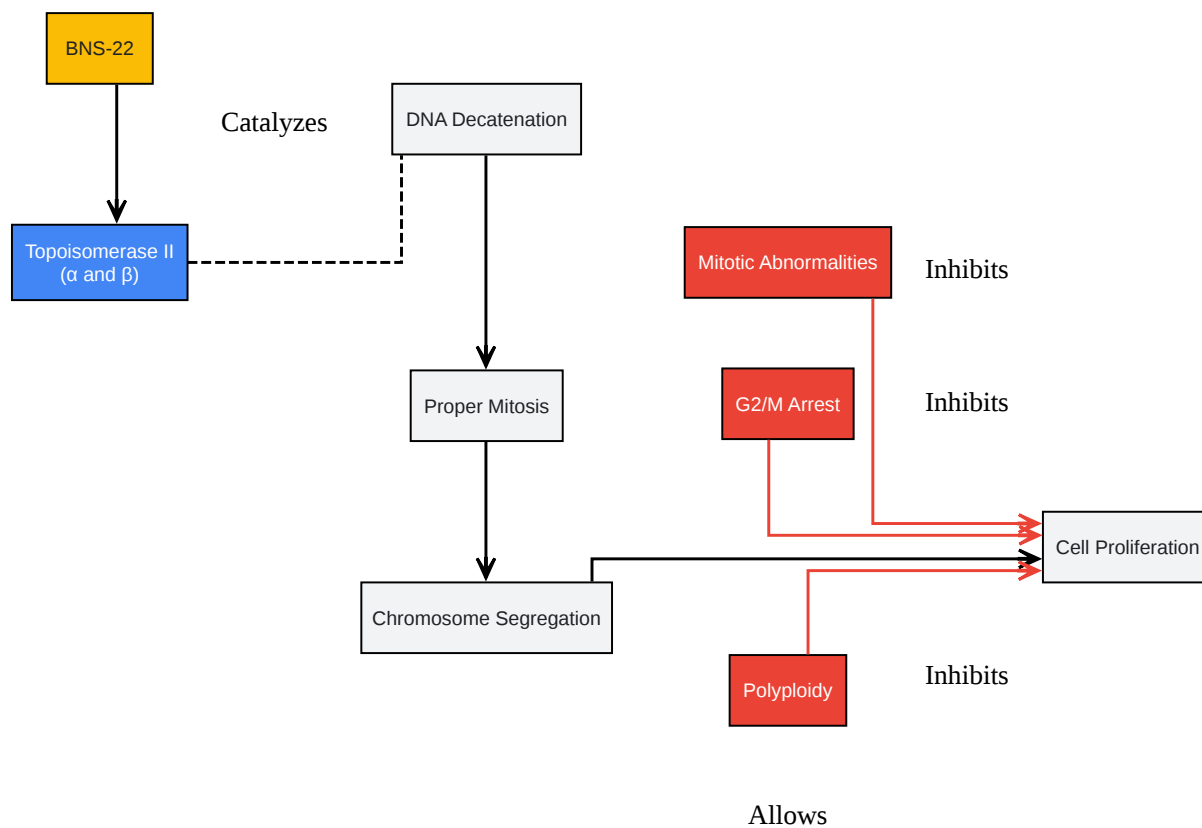 BNS-22
Catalyzes
DNA Decatenation
Topoisomerase II
(α and β)
Mitotic Abnormalities
Inhibits
Proper Mitosis
G2/M Arrest
Inhibits
Cell Proliferation
Chromosome Segregation
Polyploidy
Inhibits
Allows